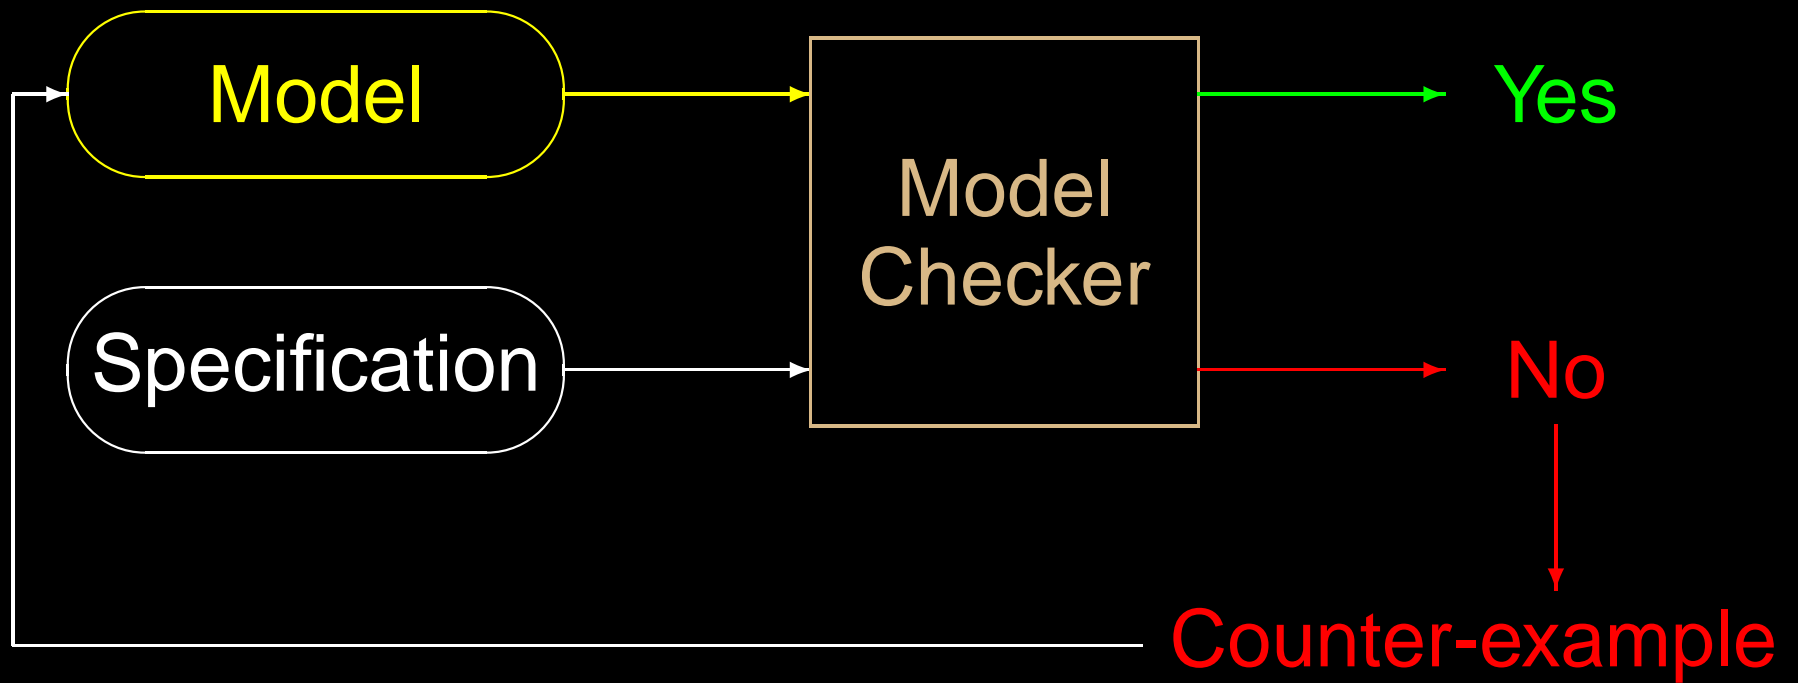 Model
Yes
Model
Checker
Specification
No
Counter-example